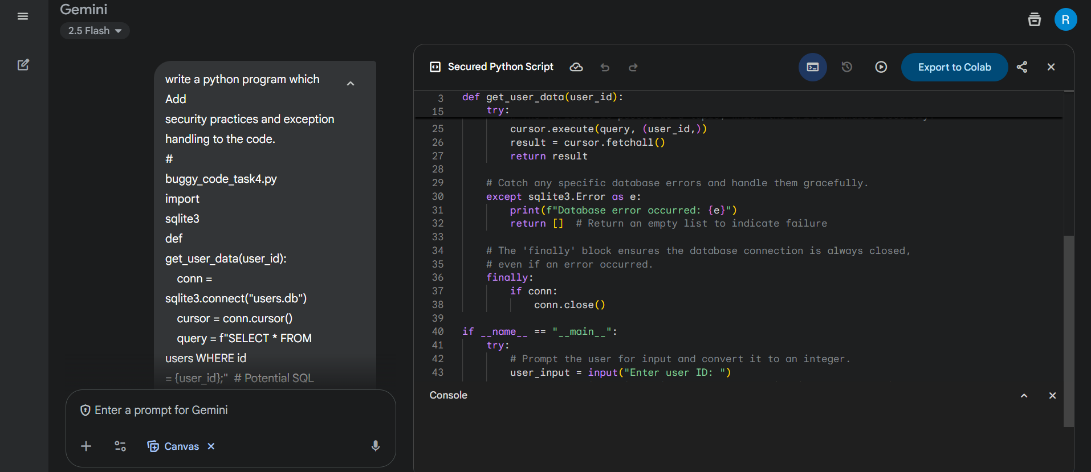 Gemini
2.5 Flash
R
write a python program which
Add
security practices and exception
handling to the code.
#
buggy_code_task4.py
import
sqlite3
def
get_user_data(user_id):
conn =
sqlite3.connect("users.db")
cursor = conn.cursor()
query = f"SELECT * FROM
users WHERE id
= {user_id};" # Potential SQL
Enter a prompt for Gemini
Canvas
Secured Python Script
Export to Colab
3 def get_user_data(user_id):
15 try:
25 cursor.execute(query, (user_id,))
26 result = cursor.fetchall()
27 return result
28
29 # Catch any specific database errors and handle them gracefully.
30 except sqlite3.Error as e:
31 print(f"Database error occurred: {e}")
32 return [] # Return an empty list to indicate failure
33
34 # The 'finally' block ensures the database connection is always closed,
35 # even if an error occurred.
36 finally:
37 if conn:
38 conn.close()
39
40 if __name__ == "__main__":
41 try:
42 # Prompt the user for input and convert it to an integer.
43 user_input = input("Enter user ID: ")
Console